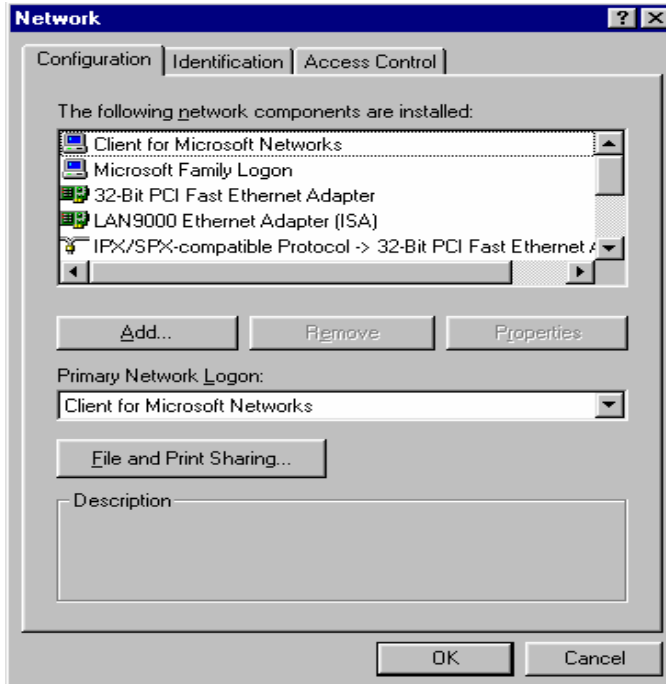 Network
Configuration Identification Access Control
The following network components are installed:
Client for Microsoft Networks
Microsoft Family Logon
32-Bit PCI Fast Ethernet Adapter
LAN9000 Ethernet Adapter (ISA)
IPX/SPX-compatible Protocol -> 32-Bit PCI Fast Ethernet
Add... Remove Properties
Primary Network Logon:
Client for Microsoft Networks
File and Print Sharing...
Description
OK Cancel